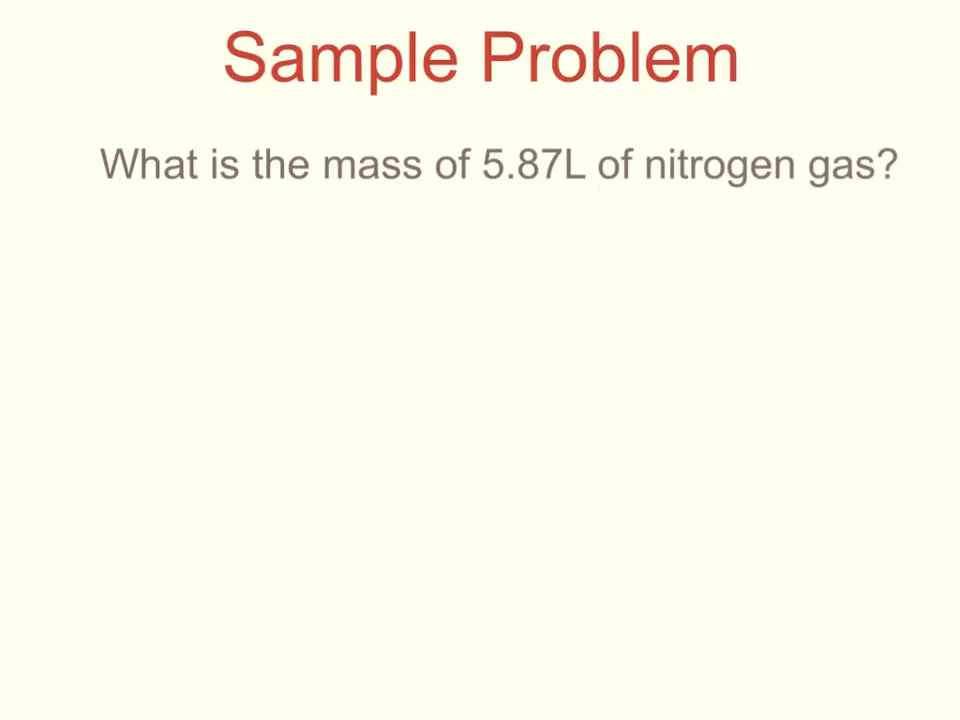 Sample Problem
What is the mass of 5.87L of nitrogen gas?